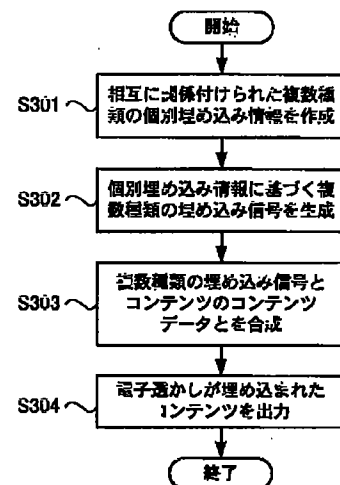 開始
S301
相互に関係付けられた複数種
類の個別埋め込み情報を作成
S302
個別埋め込み情報に基づく複
数種類の埋め込み信号を生成
S303
複数種類の埋め込み信号と
コンテンツのコンテンツ
データとを合成
S304
電子透かしが埋め込まれた
コンテンツを出力
終了